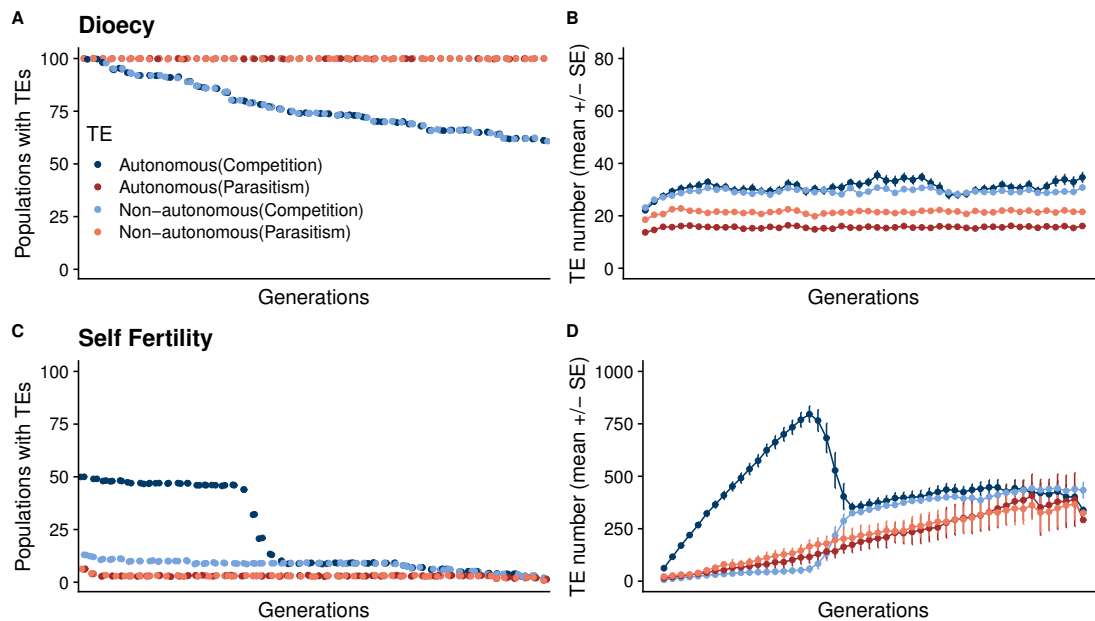 A
Dioecy
Populations with TEs
100
75
50
25
0
TE
Autonomous(Competition)
Autonomous(Parasitism)
Non−autonomous(Competition)
Non−autonomous(Parasitism)
Generations
B
TE number (mean +/− SE)
80
60
40
20
0
Generations
C
Self Fertility
Populations with TEs
100
75
50
25
0
Generations
D
TE number (mean +/− SE)
1000
750
500
250
0
Generations